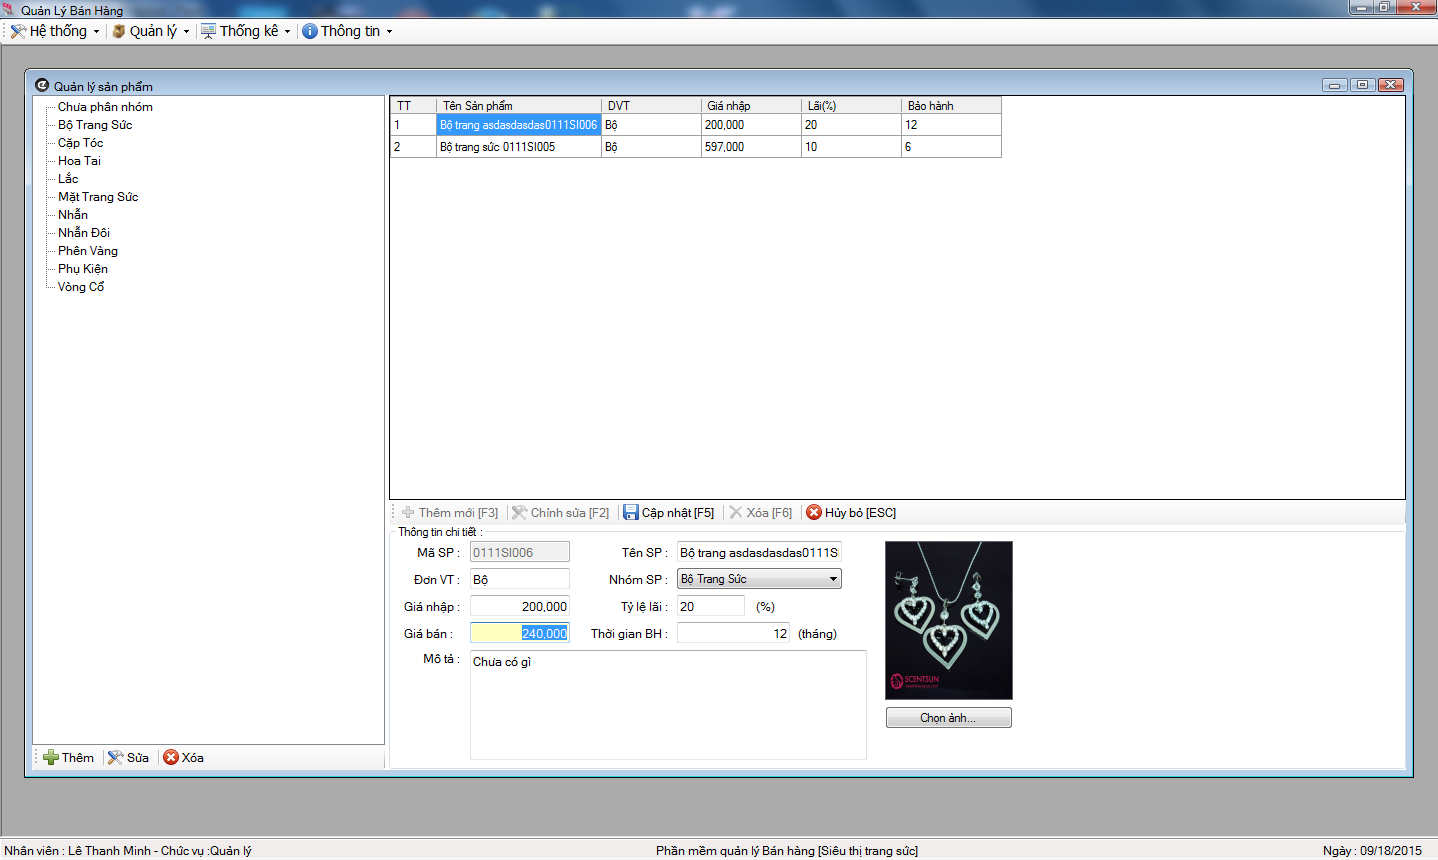 Quản Lý Bán Hàng
Hệ thống Quản lý Thống kê Thông tin
Quản lý sản phẩm
Chưa phân nhóm
Bộ Trang Sức
Cặp Tóc
Hoa Tai
Lắc
Mặt Trang Sức
Nhẫn
Nhẫn Đôi
Phên Vàng
Phụ Kiện
Vòng Cổ
Thêm Sửa Xóa
TT Tên Sản phẩm DVT Giá nhập Lãi(%) Bảo hành
1 Bộ trang asdasdasdas0111SI006 Bộ 200,000 20 12
2 Bộ trang sức 0111SI005 Bộ 597,000 10 6
Thêm mới [F3] Chỉnh sửa [F2] Cập nhật [F5] Xóa [F6] Hủy bỏ [ESC]
Thông tin chi tiết :
Mã SP : 0111SI006 Tên SP : Bộ trang asdasdasdas0111S
Đơn VT : Bộ Nhóm SP : Bộ Trang Sức
Giá nhập : 200,000 Tỷ lệ lãi : 20 (%)
Giá bán : 240,000 Thời gian BH : 12 (tháng)
Mô tả : Chưa có gì
SCENTSUN
Chọn ảnh...
Nhân viên : Lê Thanh Minh - Chức vụ :Quản lý Phần mềm quản lý Bán hàng [Siêu thị trang sức] Ngày : 09/18/2015